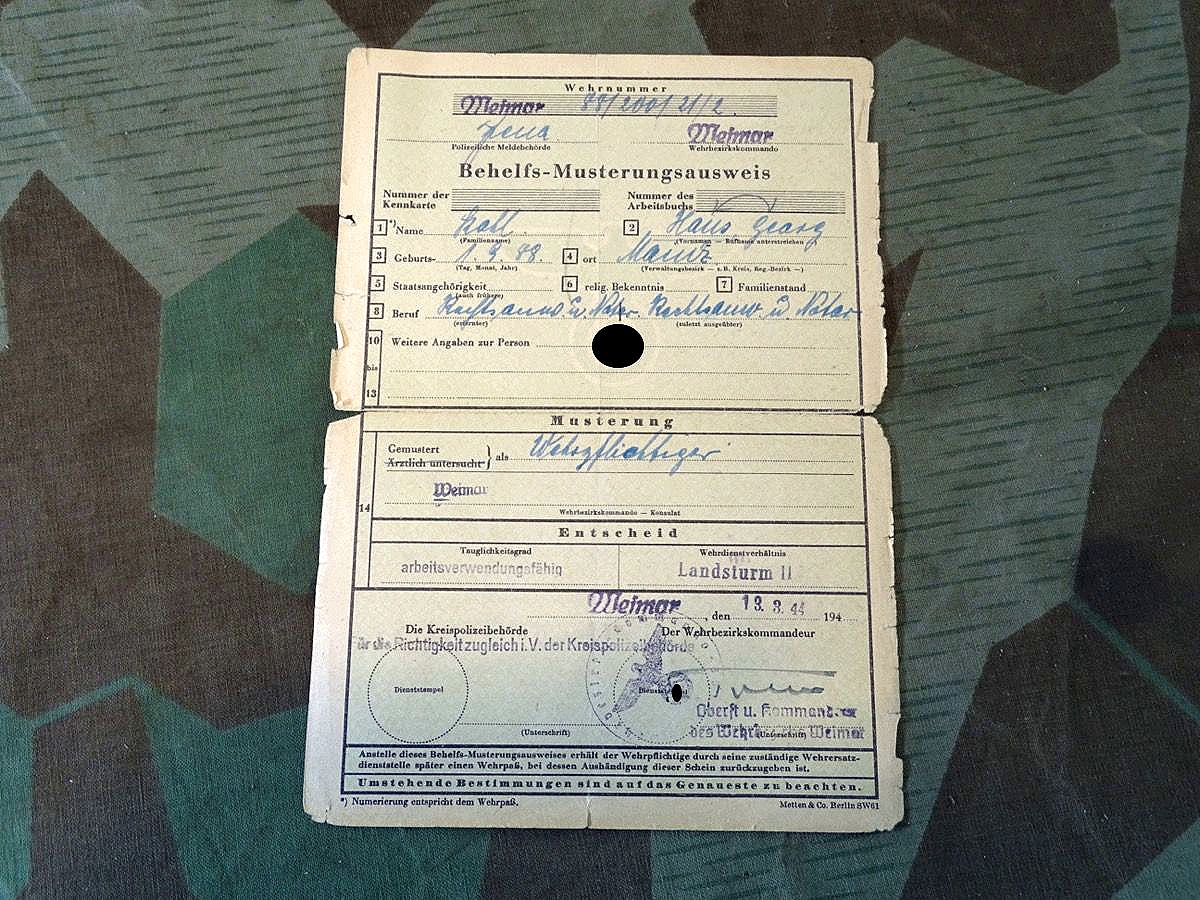 Wehrnummer
Weimar 88/200/21/2
Jena Weimar
Polizeiliche Meldebehörde Wehrbezirkskommando
Behelfs-Musterungsausweis
Nummer der Kennkarte Nummer des Arbeitsbuchs
1 *) Name 2 Hans Georg
(Familienname) (Vornamen — Rufname unterstreichen
3 Geburts- 1.9.88. 4 ort Mainz
(Tag, Monat, Jahr) (Verwaltungsbezirk — z.B. Kreis, Reg.-Bezirk —)
5 Staatsangehörigkeit 6 relig. Bekenntnis 7 Familienstand
(auch frühere)
8 Beruf Rechtsanw. u. Notar. Rechtsanw. u. Notar
(erlernter) (zuletzt ausgeübter)
10 Weitere Angaben zur Person
bis
13
Musterung
Gemustert
Ärztlich untersucht } als Wehrpflichtiger
Weimar
14 Wehrbezirkskommando — Konsulat
Entscheid
Tauglichkeitsgrad Wehrdienstverhältnis
arbeitsverwendungsfähig Landsturm II
Weimar, den 13.3.44 194
Die Kreispolizeibehörde Der Wehrbezirkskommandeur
für die Richtigkeit zugleich i.V. der Kreispolizeibehörde
Dienststempel
Oberst u. Kommand.
des Weimar
(Unterschrift) (Unterschrift)
Anstelle dieses Behelfs-Musterungsausweises erhält der Wehrpflichtige durch seine zuständige Wehrersatz-
dienststelle später einen Wehrpaß, bei dessen Aushändigung dieser Schein zurückzugeben ist.
Umstehende Bestimmungen sind auf das Genaueste zu beachten.
*) Numerierung entspricht dem Wehrpaß. Metten & Co. Berlin SW61